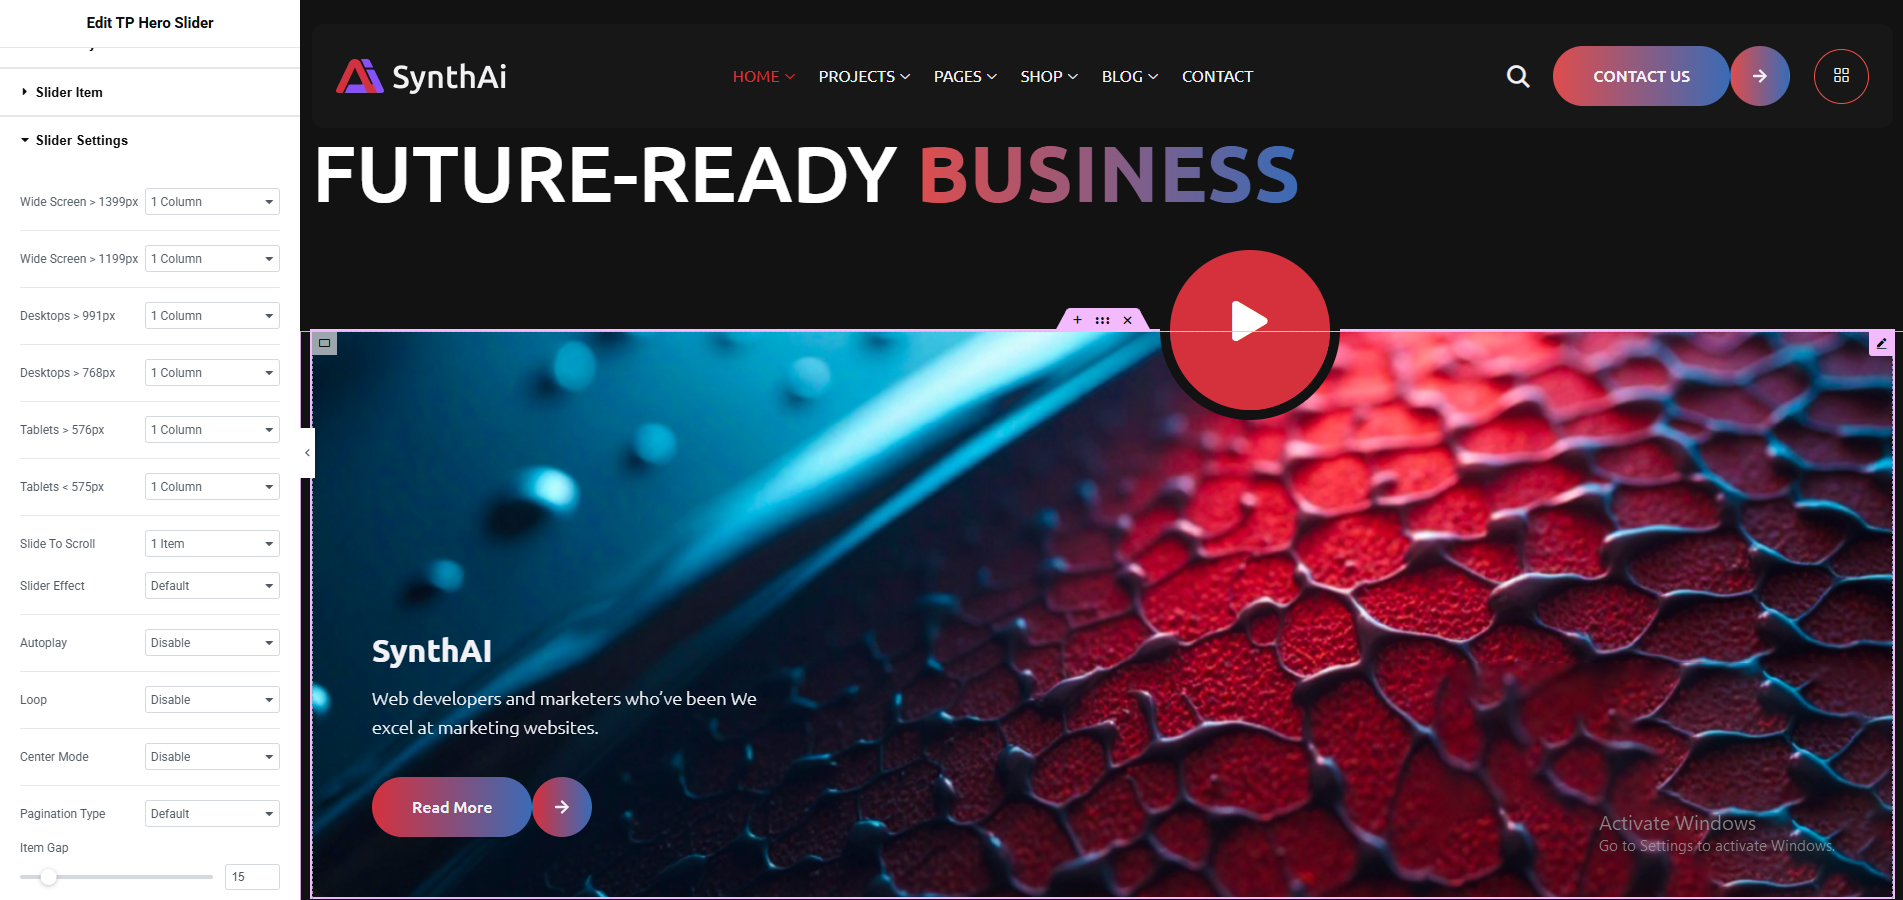 Edit TP Hero Slider
Slider Item
Slider Settings
Wide Screen > 1399px 1 Column
Wide Screen > 1199px 1 Column
Desktops > 991px 1 Column
Desktops > 768px 1 Column
Tablets > 576px 1 Column
Tablets < 575px 1 Column
Slide To Scroll 1 Item
Slider Effect Default
Autoplay Disable
Loop Disable
Center Mode Disable
Pagination Type Default
Item Gap
15
SynthAi
HOME PROJECTS PAGES SHOP BLOG CONTACT
CONTACT US
FUTURE-READY BUSINESS
SynthAI
Web developers and marketers who’ve been We
excel at marketing websites.
Read More
Activate Windows
Go to Settings to activate Windows.